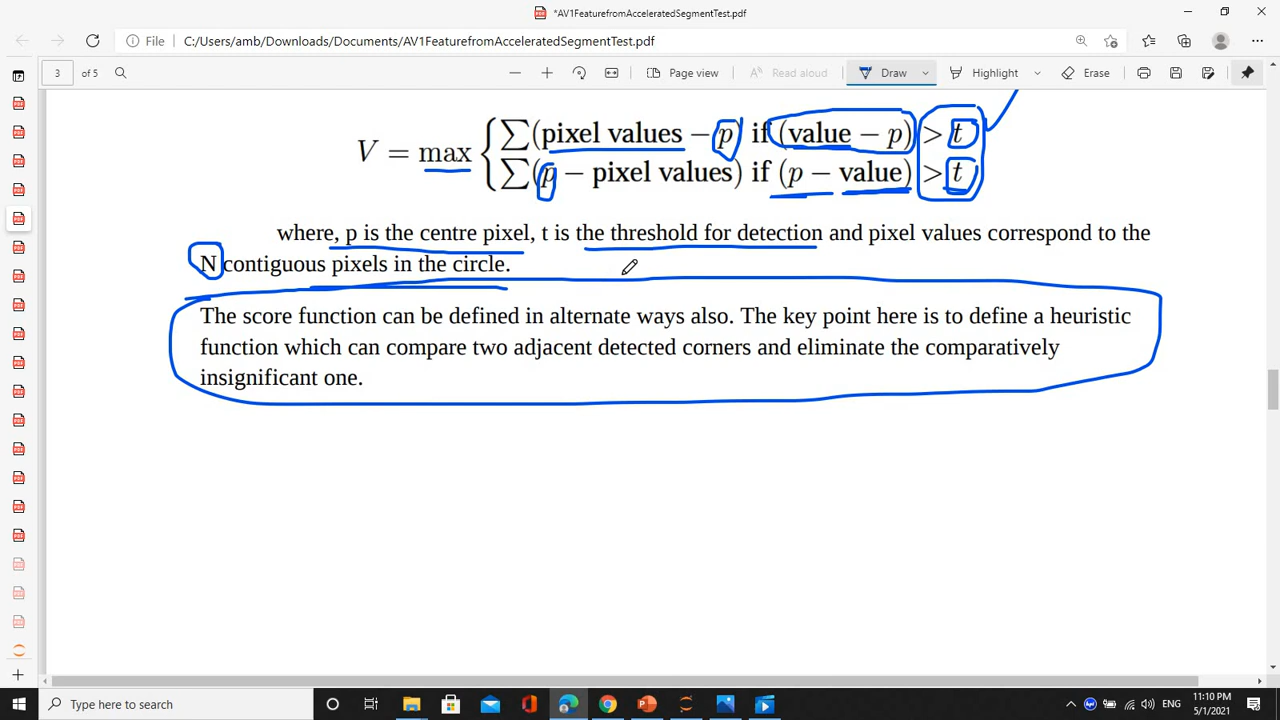 *AV1FeaturefromAcceleratedSegmentTest.pdf
File C:/Users/amb/Downloads/Documents/AV1FeaturefromAcceleratedSegmentTest.pdf
3 of 5 Page view Read aloud Draw Highlight Erase
V = max { ∑(pixel values − p) if (value − p) > t
∑(p − pixel values) if (p − value) > t
where, p is the centre pixel, t is the threshold for detection and pixel values correspond to the
N contiguous pixels in the circle.
The score function can be defined in alternate ways also. The key point here is to define a heuristic
function which can compare two adjacent detected corners and eliminate the comparatively
insignificant one.
Type here to search
ENG
11:10 PM
5/1/2021